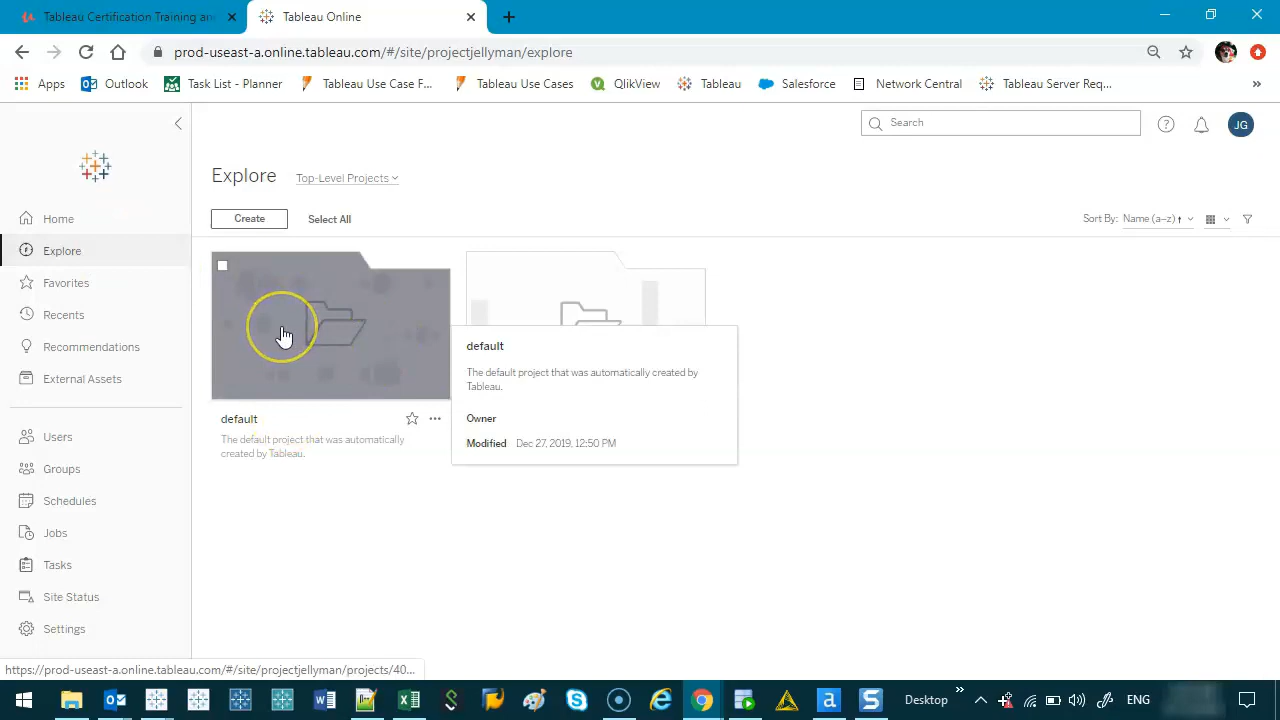 Tableau Certification Training an
Tableau Online
prod-useast-a.online.tableau.com/#/site/projectjellyman/explore
Apps
Outlook
Task List - Planner
Tableau Use Case F...
Tableau Use Cases
QlikView
Tableau
Salesforce
Network Central
Tableau Server Req...
Search
JG
Explore
Top-Level Projects
Create
Select All
Sort By: Name (a–z)
Home
Explore
Favorites
Recents
Recommendations
External Assets
Users
Groups
Schedules
Jobs
Tasks
Site Status
Settings
default
The default project that was automatically
created by Tableau.
default
The default project that was automatically created by
Tableau.
Owner
Modified Dec 27, 2019, 12:50 PM
https://prod-useast-a.online.tableau.com/#/site/projectjellyman/projects/40...
Desktop
ENG